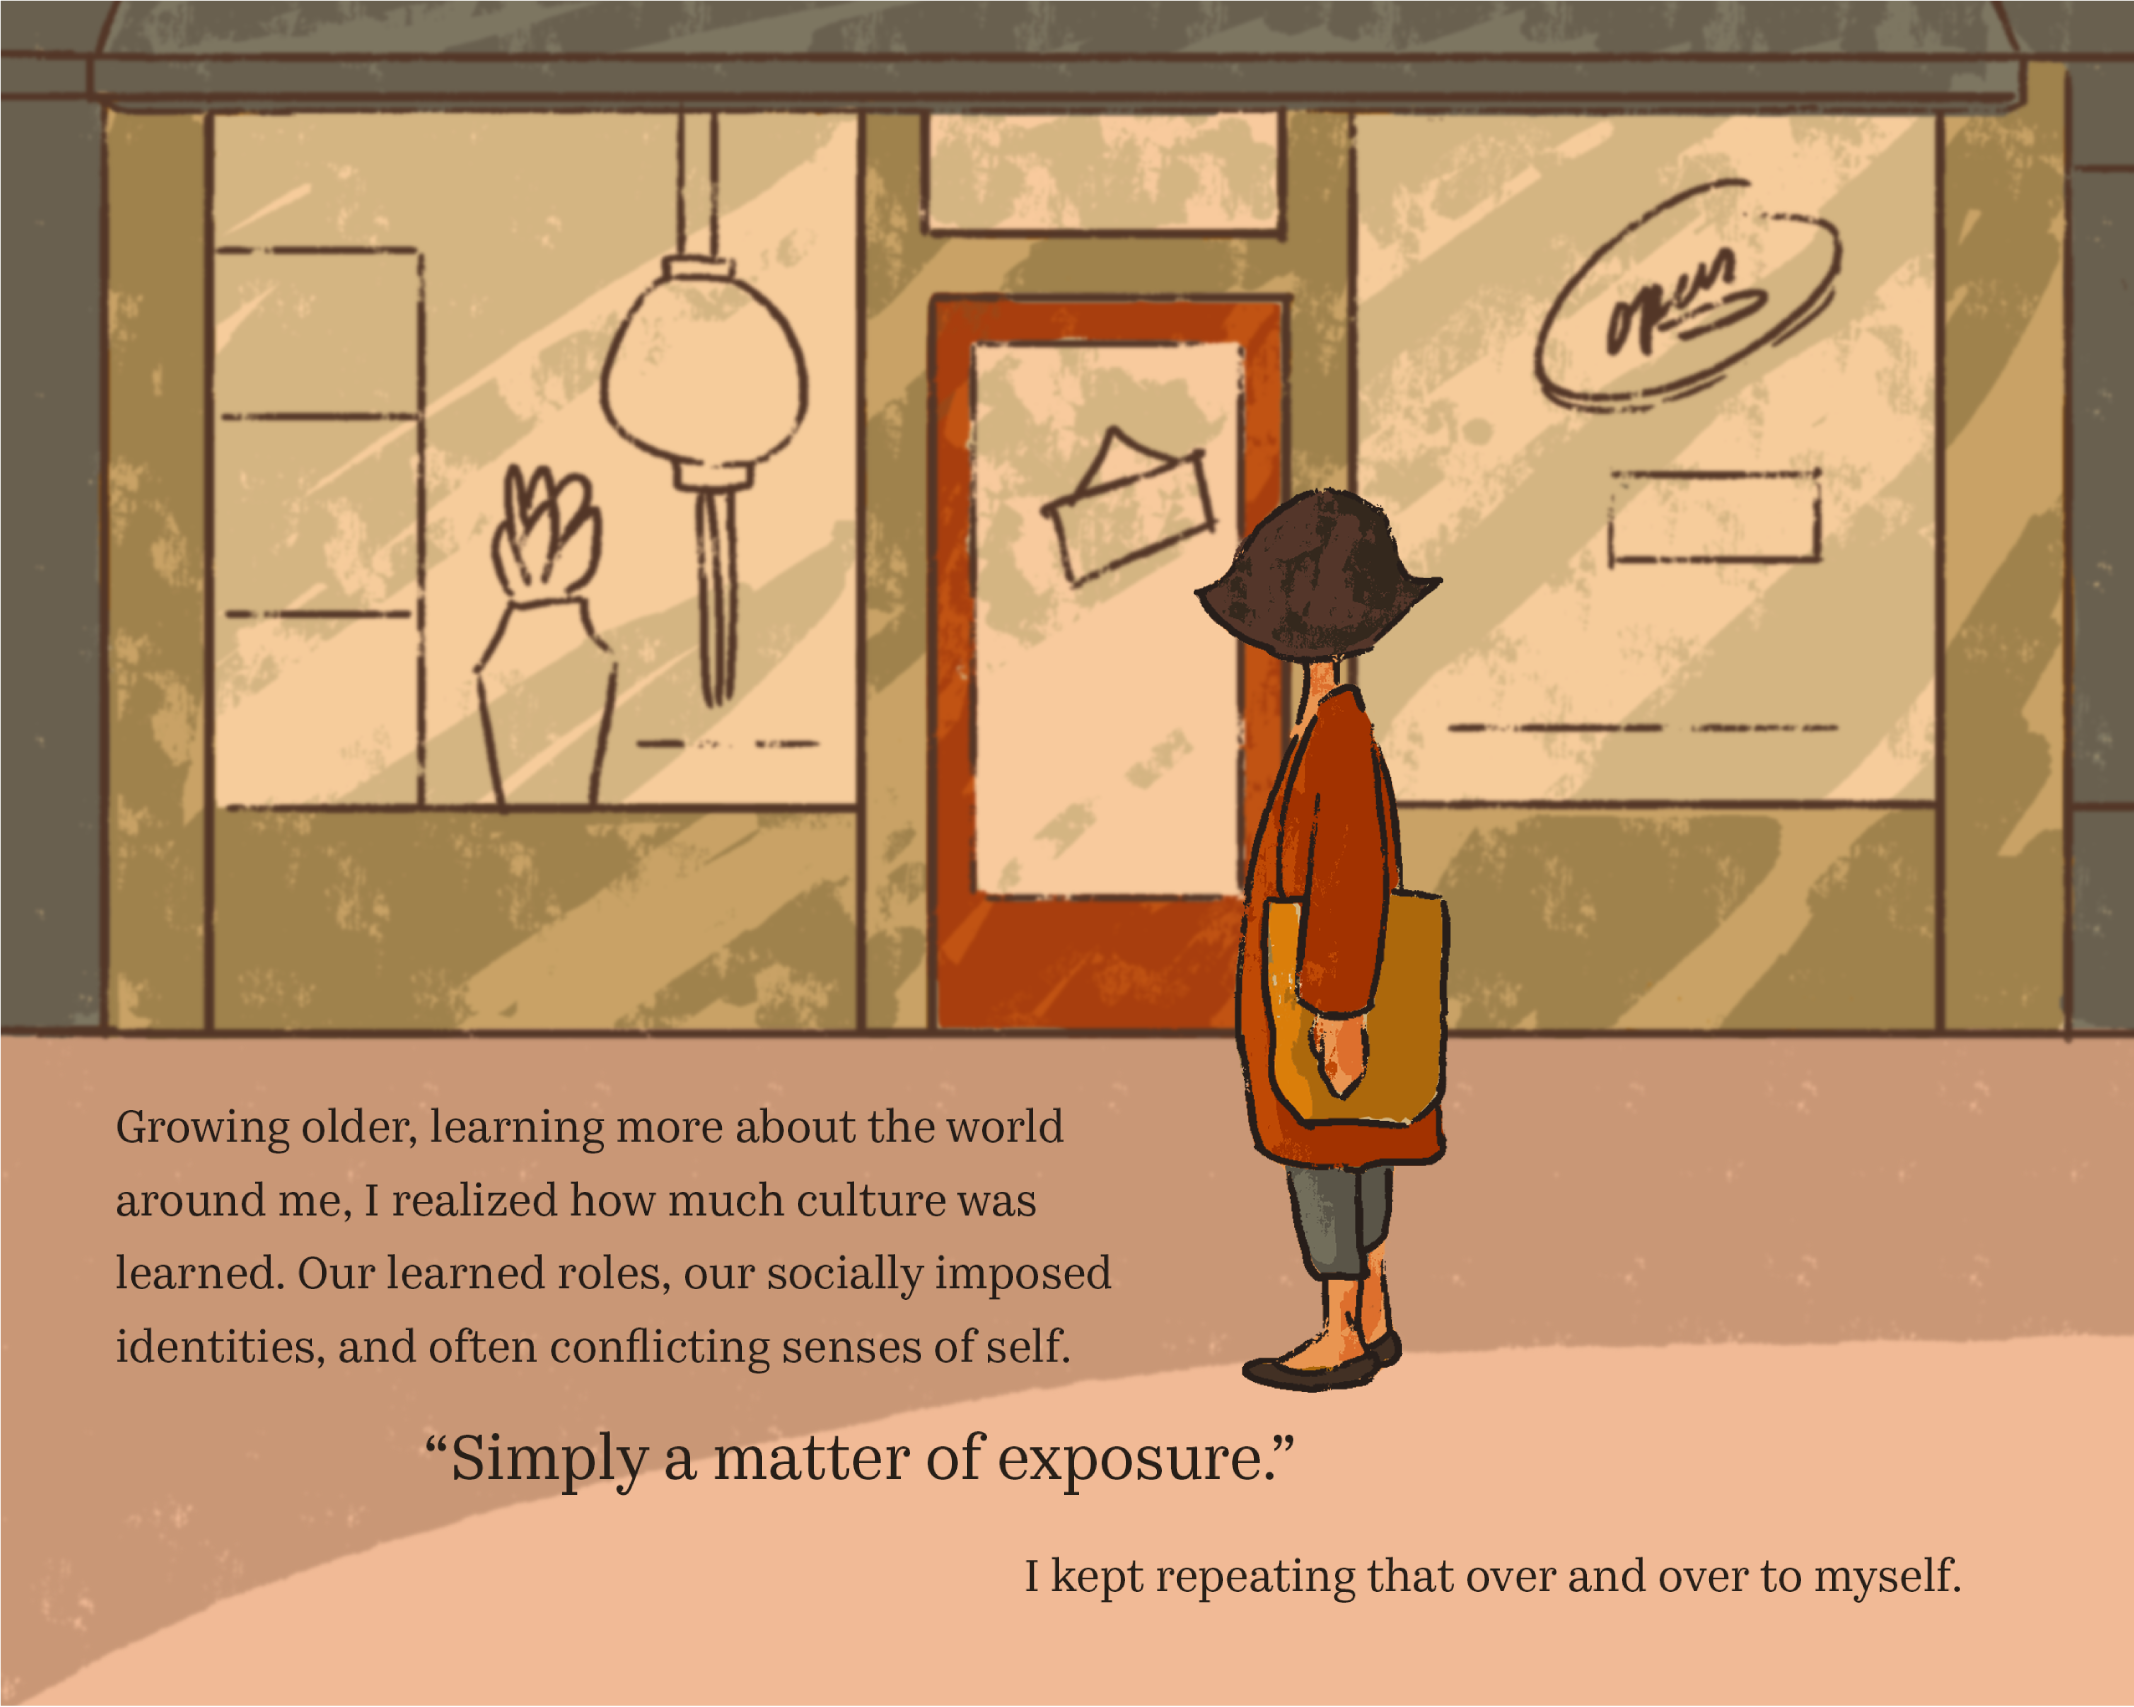 open
Growing older, learning more about the world
around me, I realized how much culture was
learned. Our learned roles, our socially imposed
identities, and often conflicting senses of self.
“Simply a matter of exposure.”
I kept repeating that over and over to myself.